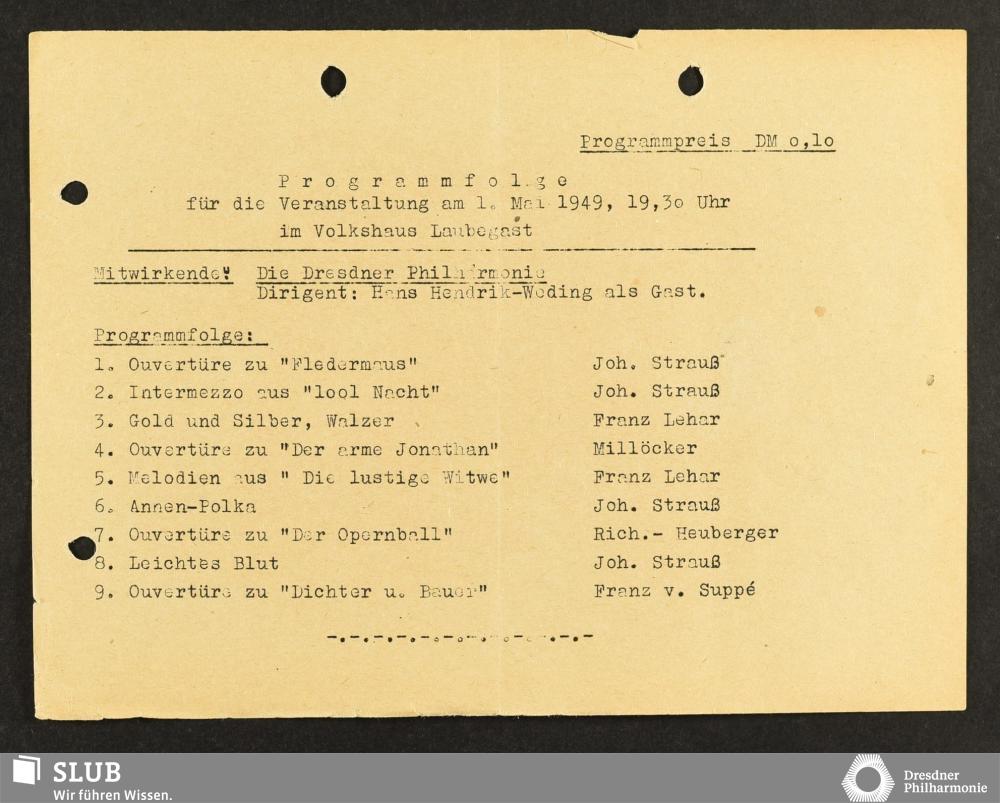 Programmpreis DM o,lo
Programmfolge
für die Veranstaltung am 1. Mai 1949, 19,3o Uhr
im Volkshaus Laubegast
Mitwirkende: Die Dresdner Philharmonie
Dirigent: Hans Hendrik-Weding als Gast.
Programmfolge:
1. Ouvertüre zu "Fledermaus" Joh. Strauß
2. Intermezzo aus "lool Nacht" Joh. Strauß
3. Gold und Silber, Walzer Franz Lehar
4. Ouvertüre zu "Der arme Jonathan" Millöcker
5. Melodien aus " Die lustige Witwe" Franz Lehar
6. Annen-Polka Joh. Strauß
7. Ouvertüre zu "Der Opernball" Rich.- Heuberger
8. Leichtes Blut Joh. Strauß
9. Ouvertüre zu "Dichter u. Bauer" Franz v. Suppé
-.-.-.-.-.-.-.-.-.-.-.-
SLUB
Wir führen Wissen.
Dresdner
Philharmonie